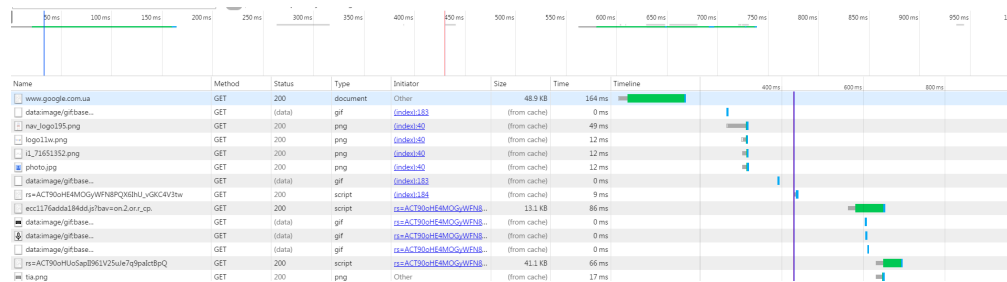 50 ms 100 ms 150 ms 200 ms 250 ms 300 ms 350 ms 400 ms 450 ms 500 ms 550 ms 600 ms 650 ms 700 ms 750 ms 800 ms 850 ms 900 ms 950 ms
Name Method Status Type Initiator Size Time Timeline 400 ms 600 ms 800 ms
www.google.com.ua GET 200 document Other 48.9 KB 164 ms
data:image/gif;base... GET (data) gif (index):183 (from cache) 0 ms
nav_logo195.png GET 200 png (index):40 (from cache) 49 ms
logo11w.png GET 200 png (index):40 (from cache) 12 ms
i1_71651352.png GET 200 png (index):40 (from cache) 12 ms
photo.jpg GET 200 png (index):40 (from cache) 12 ms
data:image/gif;base... GET (data) gif (index):183 (from cache) 0 ms
GET 200 script (index):184 (from cache) 9 ms
ecc1176adda184dd.js?bav=on.2.or.r_cp. GET 200 script rs=ACT90oHE4MOGyWFN8... 13.1 KB 86 ms
data:image/gif;base... GET (data) gif rs=ACT90oHE4MOGyWFN8... (from cache) 0 ms
data:image/gif;base... GET (data) gif rs=ACT90oHE4MOGyWFN8... (from cache) 0 ms
data:image/gif;base... GET (data) gif rs=ACT90oHE4MOGyWFN8... (from cache) 0 ms
GET 200 script rs=ACT90oHE4MOGyWFN8... 41.1 KB 66 ms
tia.png GET 200 png Other (from cache) 17 ms